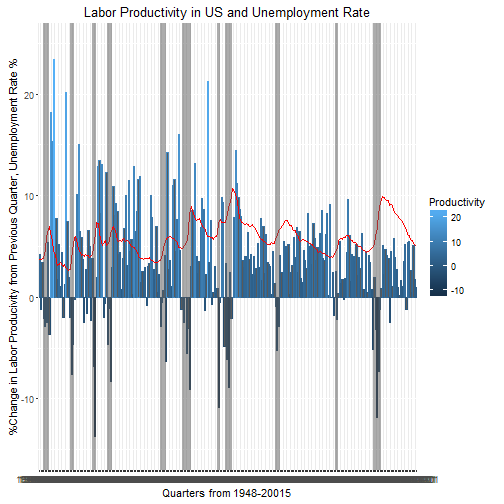 Labor Productivity in US and Unemployment Rate
%Change in Labor Producivity from Previous Quarter, Unemployment Rate %
20
10
0
-10
Productivity
20
10
0
-10
Quarters from 1948-20015